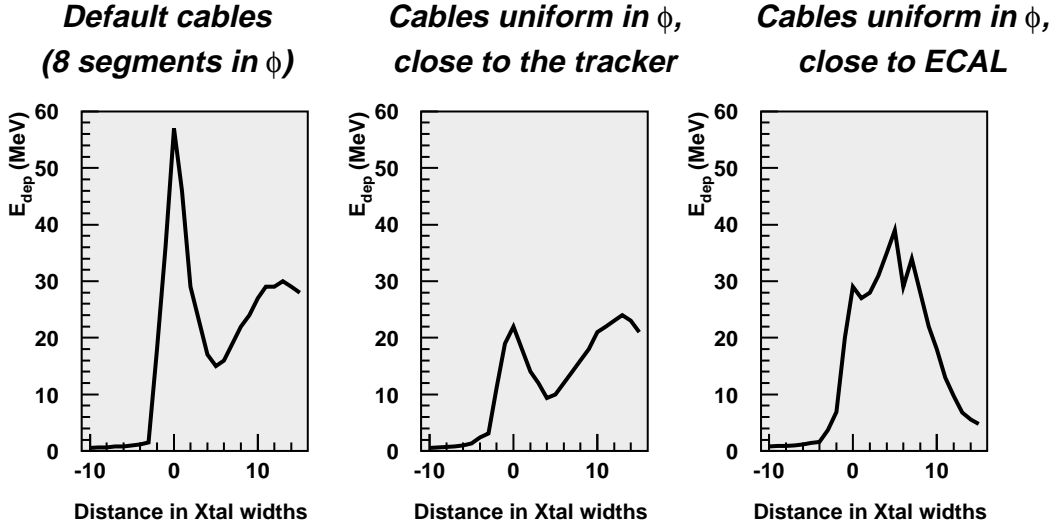 Default cables
(8 segments in ϕ)
Cables uniform in ϕ,
close to the tracker
Cables uniform in ϕ,
close to ECAL
E_dep (MeV)
60
50
40
30
20
10
0
-10 0 10
Distance in Xtal widths
E_dep (MeV)
60
50
40
30
20
10
0
-10 0 10
Distance in Xtal widths
E_dep (MeV)
60
50
40
30
20
10
0
-10 0 10
Distance in Xtal widths